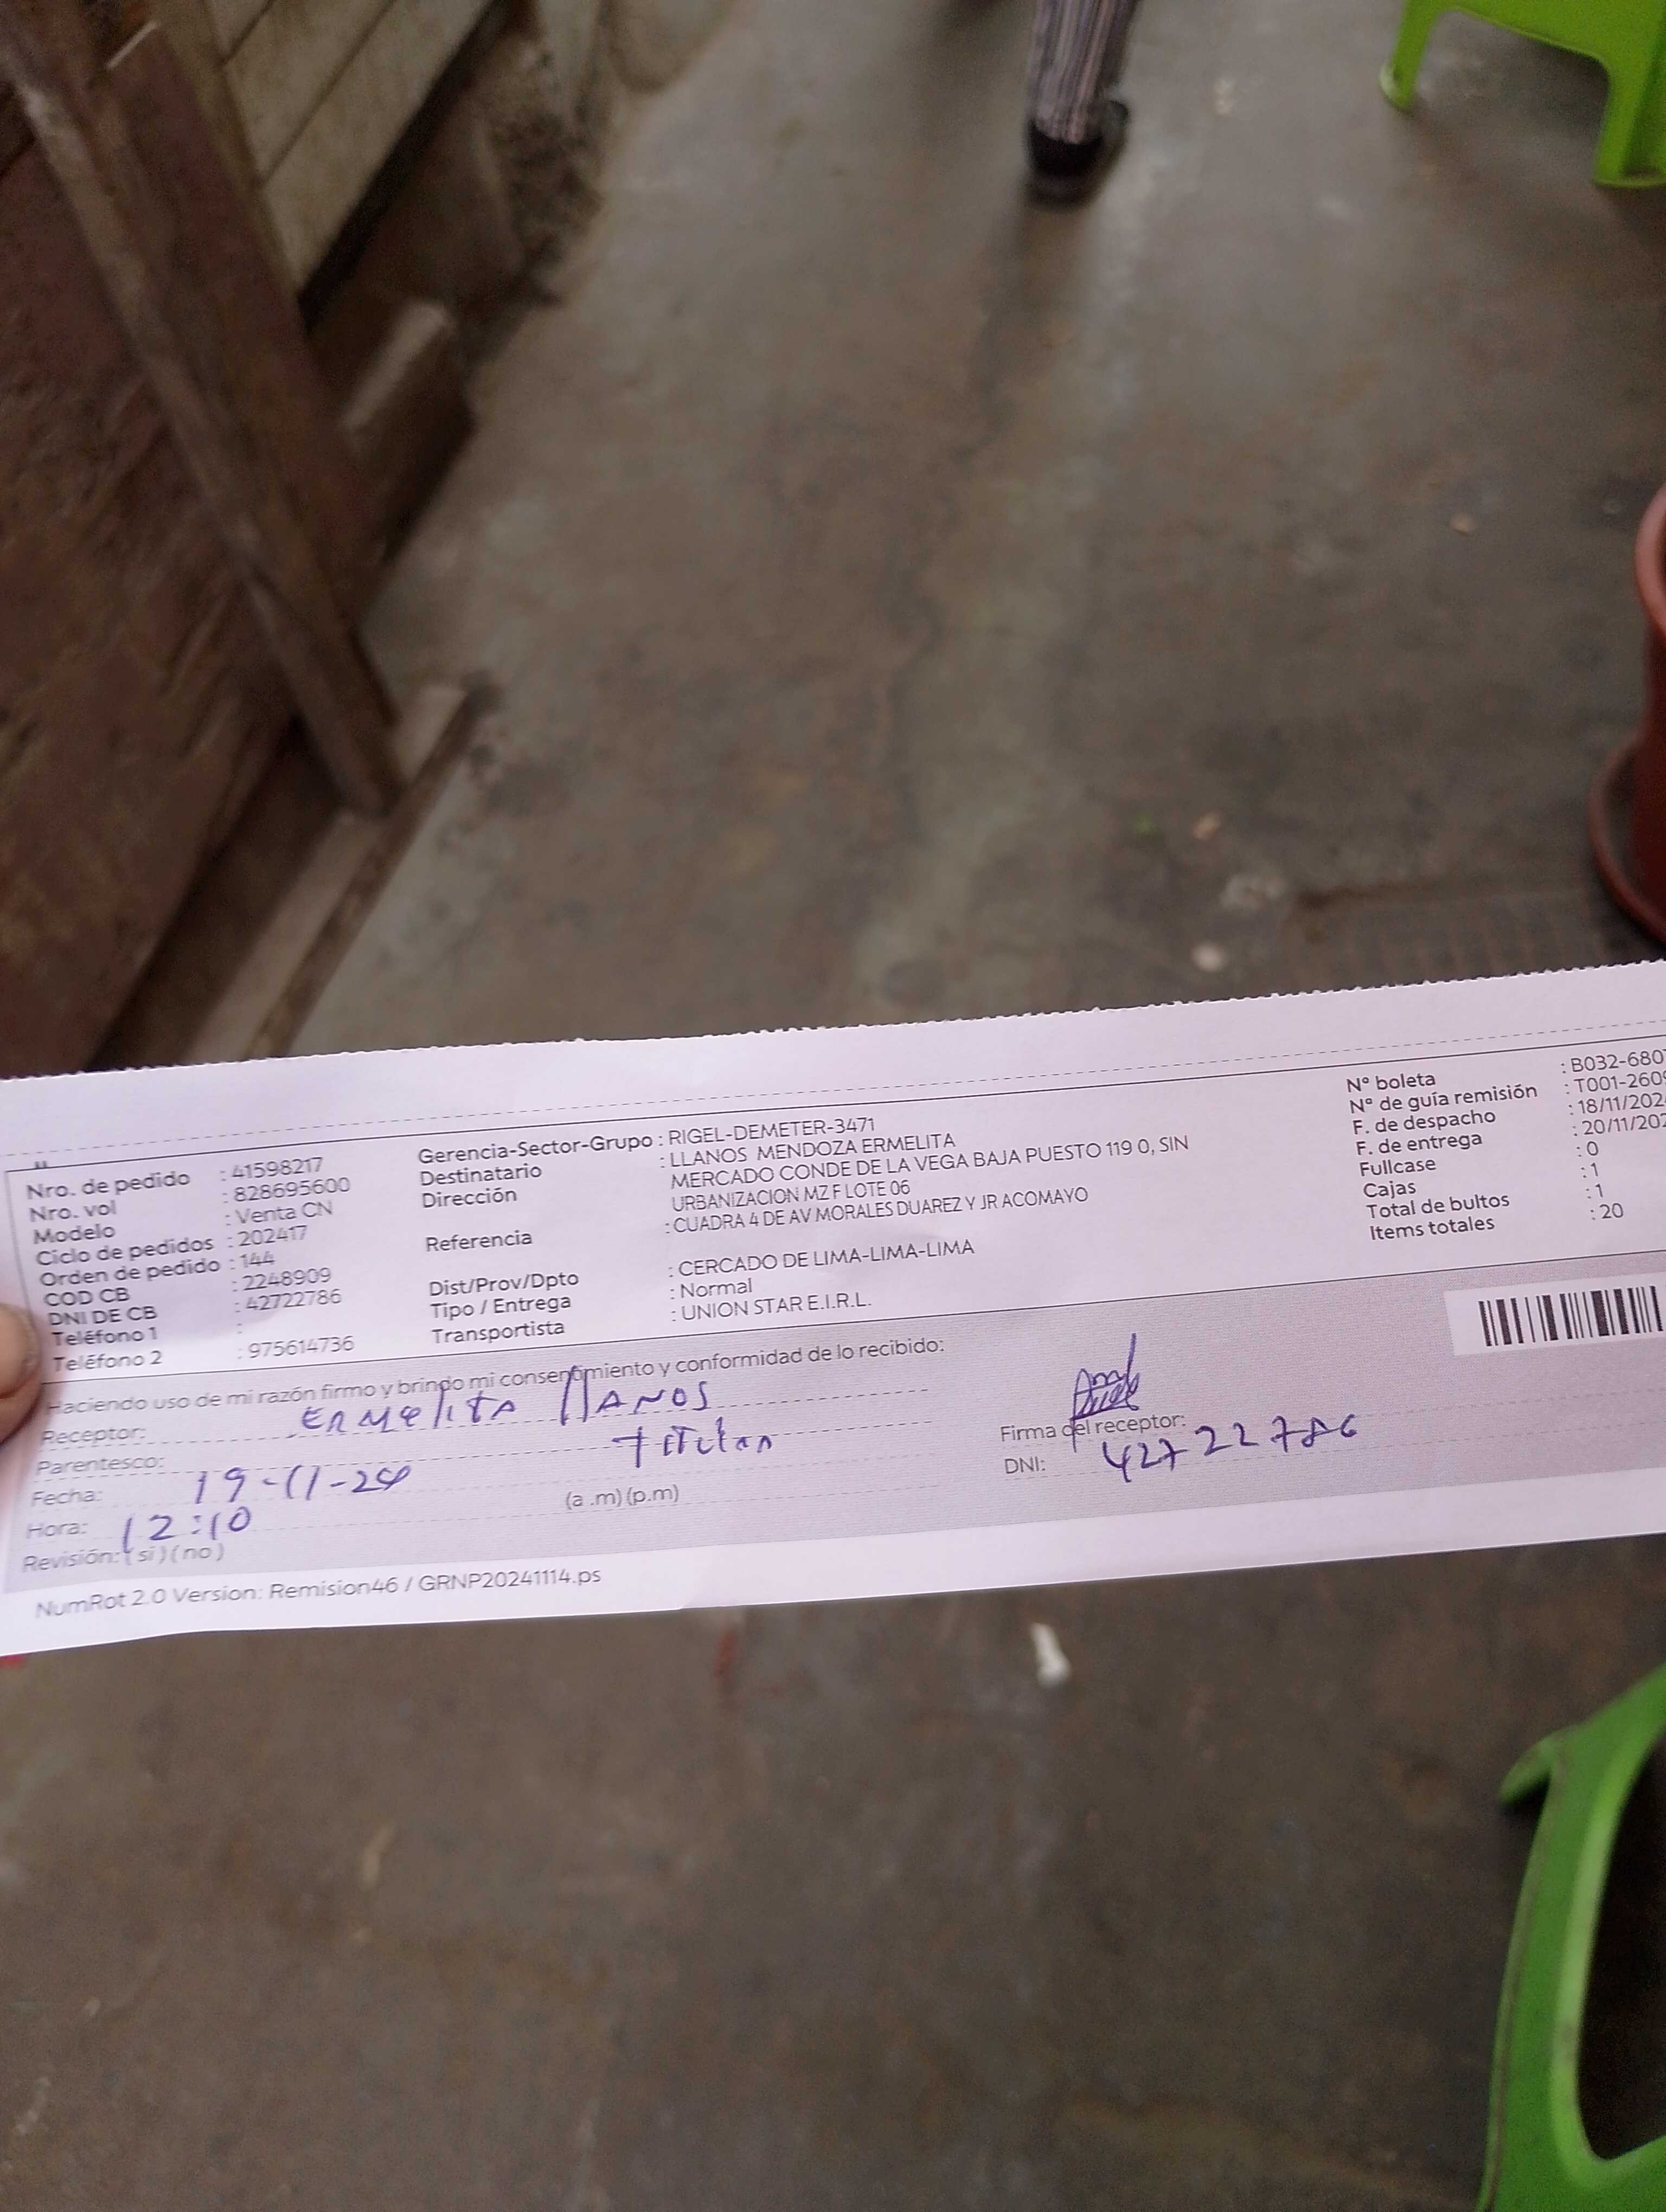 Nro. de pedido : 41598217
Nro. vol : 828695600
Modelo : Venta CN
Ciclo de pedidos : 202417
Orden de pedido : 144
COD CB : 2248909
DNI DE CB : 42722786
Teléfono 1 :
Teléfono 2 : 975614736
Gerencia-Sector-Grupo : RIGEL-DEMETER-3471
Destinatario : LLANOS MENDOZA ERMELITA
Dirección MERCADO CONDE DE LA VEGA BAJA PUESTO 119 0, SIN
URBANIZACION MZ F LOTE 06
Referencia : CUADRA 4 DE AV MORALES DUAREZ Y JR ACOMAYO
Dist/Prov/Dpto : CERCADO DE LIMA-LIMA-LIMA
Tipo / Entrega : Normal
Transportista : UNION STAR E.I.R.L.
N° boleta : B032-680
N° de guía remisión : T001-260
F. de despacho : 18/11/202
F. de entrega : 20/11/202
Fullcase : 0
Cajas : 1
Total de bultos : 1
Items totales : 20
Haciendo uso de mi razón firmo y brindo mi consentimiento y conformidad de lo recibido:
Receptor: ERMELITA LLANOS
Parentesco: titular
Fecha: 19-11-24
Hora: 12:10 (a .m) (p.m)
Revisión: ( si ) ( no )
Firma del receptor:
DNI: 42722786
NumRot 2.0 Version: Remision46 / GRNP20241114.ps